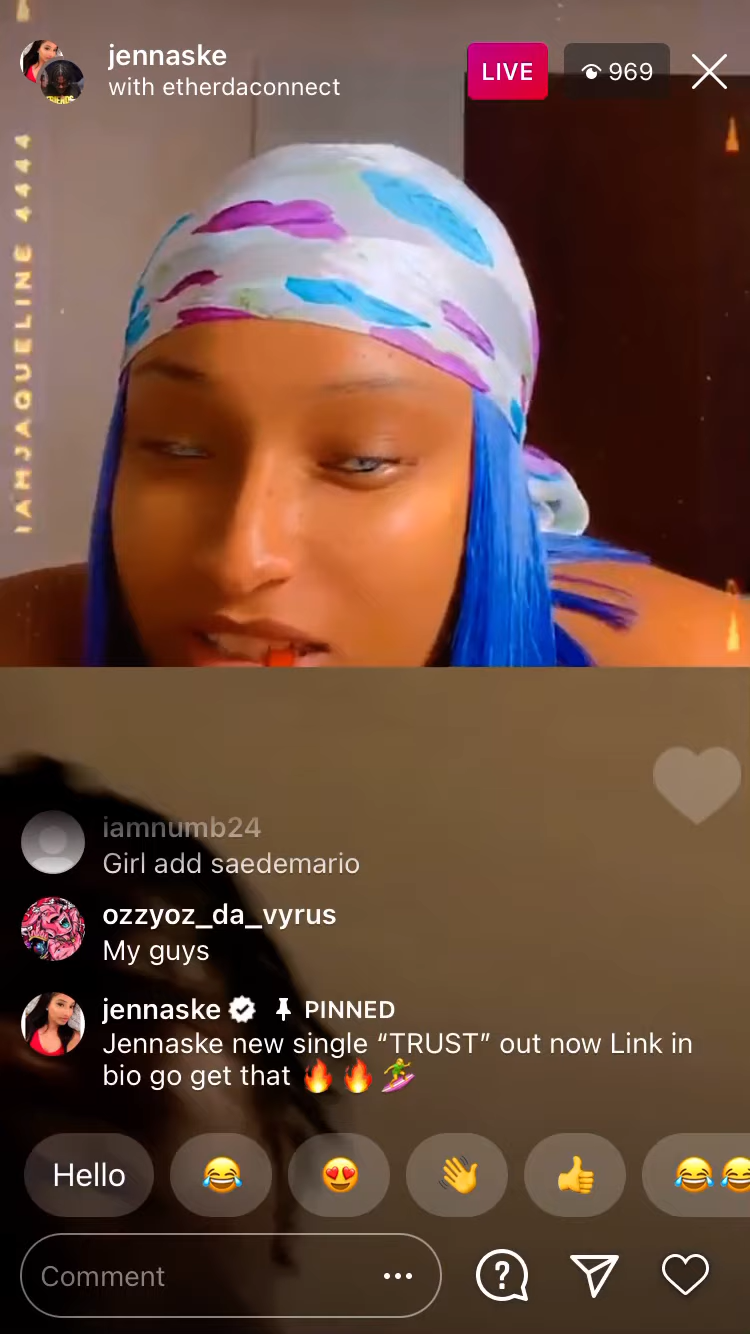 jennaske
with etherdaconnect
LIVE
969
IAMJAQUELINE 4444
iamnumb24
Girl add saedemario
ozzyoz_da_vyrus
My guys
jennaske PINNED
Jennaske new single “TRUST” out now Link in
bio go get that 🔥 🔥 🏄‍♀️
Hello 😂 😍 👋 👍 😂😂
Comment